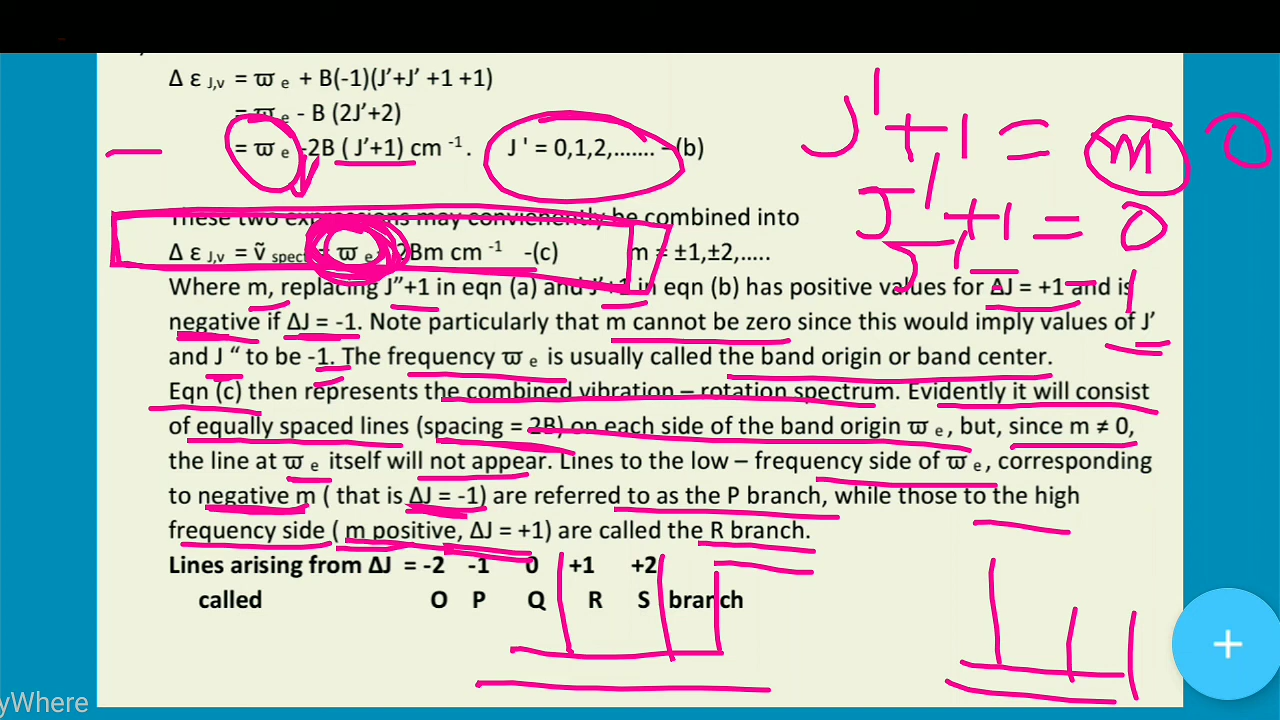 Δ ε J,v = ϖ e + B(-1)(J’+J’ +1 +1)
= ϖ e - B (2J’+2)
= ϖ e -2B ( J’+1) cm -1 . J ' = 0,1,2,....... –(b)
J'+1 = m 0
J'+1 = 0
These two expressions may conviehently be combined into
Δ ε J,v = ṽ spect = ϖ e 2Bm cm -1 -(c) m = ±1,±2,.....
Where m, replacing J”+1 in eqn (a) and J’+1 in eqn (b) has positive values for ΔJ = +1 and is
negative if ΔJ = -1. Note particularly that m cannot be zero since this would imply values of J’
and J “ to be -1. The frequency ϖ e is usually called the band origin or band center.
Eqn (c) then represents the combined vibration – rotation spectrum. Evidently it will consist
of equally spaced lines (spacing = 2B) on each side of the band origin ϖ e , but, since m ≠ 0,
the line at ϖ e itself will not appear. Lines to the low – frequency side of ϖ e , corresponding
to negative m ( that is ΔJ = -1) are referred to as the P branch, while those to the high
frequency side ( m positive, ΔJ = +1) are called the R branch.
Lines arising from ΔJ = -2 -1 0 +1 +2
called O P Q R S branch
yWhere